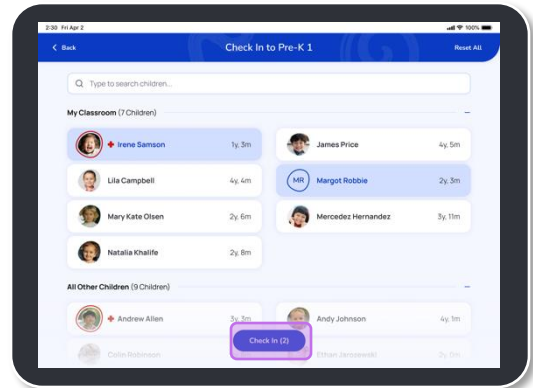 2:30 Fri Apr 2
100%
Back
Check In to Pre-K 1
Reset All
Type to search children...
My Classroom (7 Children)
Irene Samson 1y, 3m
James Price 4y, 5m
Lila Campbell 4y, 4m
MR Margot Robbie 2y, 3m
Mary Kate Olsen 2y, 6m
Mercedez Hernandez 3y, 11m
Natalia Khalife 2y, 8m
All Other Children (9 Children)
Andrew Allen 3y, 3m
Andy Johnson 4y, 1m
Check In (2)
Colin Robinson
Ethan